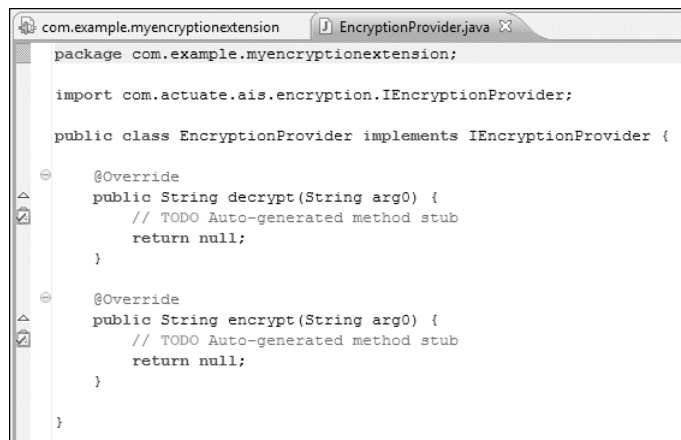 com.example.myencryptionextension
EncryptionProvider.java
package com.example.myencryptionextension;
import com.actuate.ais.encryption.IEncryptionProvider;
public class EncryptionProvider implements IEncryptionProvider {
@Override
public String decrypt(String arg0) {
// TODO Auto-generated method stub
return null;
}
@Override
public String encrypt(String arg0) {
// TODO Auto-generated method stub
return null;
}
}